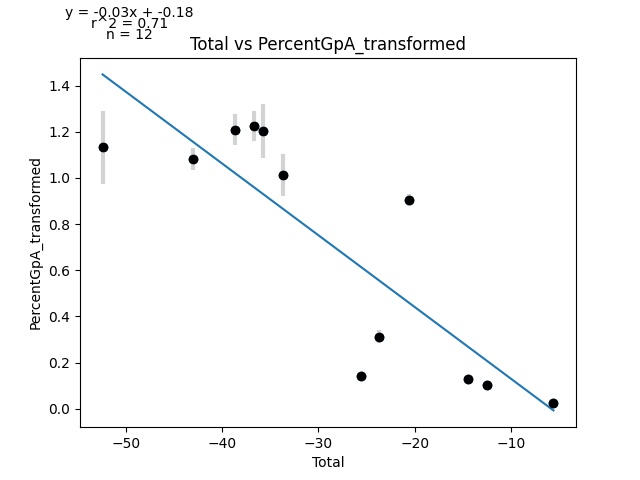 y = -0.03x + -0.18
r^2 = 0.71
n = 12
Total vs PercentGpA_transformed
PercentGpA_transformed
1.4
1.2
1.0
0.8
0.6
0.4
0.2
0.0
−50
−40
−30
−20
−10
Total